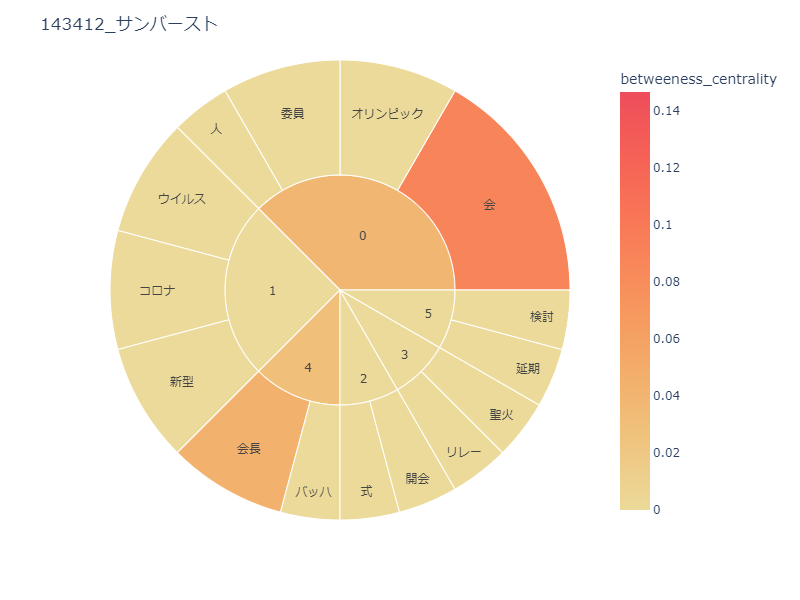 143412_サンバースト
betweeness_centrality
0.14
0.12
0.1
0.08
0.06
0.04
0.02
0
人
委員
オリンピック
会
ウイルス
コロナ
新型
会長
バッハ
式
開会
リレー
聖火
延期
検討
0
1
4
2
3
5